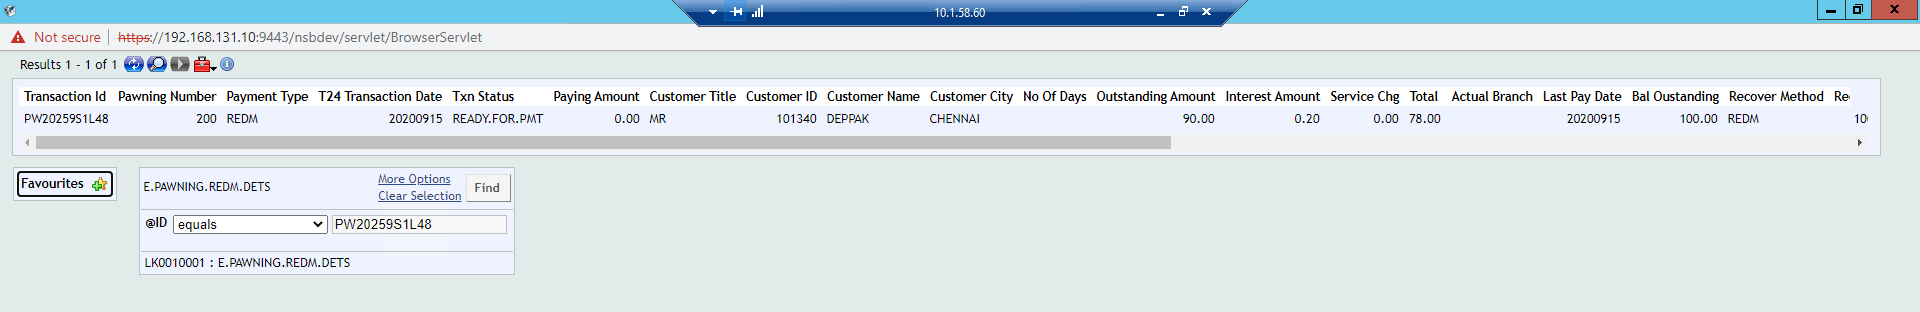 10.1.58.60
Not secure https://192.168.131.10:9443/nsbdev/servlet/BrowserServlet
Results 1 - 1 of 1
Transaction Id Pawning Number Payment Type T24 Transaction Date Txn Status Paying Amount Customer Title Customer ID Customer Name Customer City No Of Days Outstanding Amount Interest Amount Service Chg Total Actual Branch Last Pay Date Bal Oustanding Recover Method
PW20259S1L48 200 REDM 20200915 READY.FOR.PMT 0.00 MR 101340 DEPPAK CHENNAI 90.00 0.20 0.00 78.00 20200915 100.00 REDM
Favourites
E.PAWNING.REDM.DETS
More Options
Clear Selection
Find
@ID equals PW20259S1L48
LK0010001 : E.PAWNING.REDM.DETS